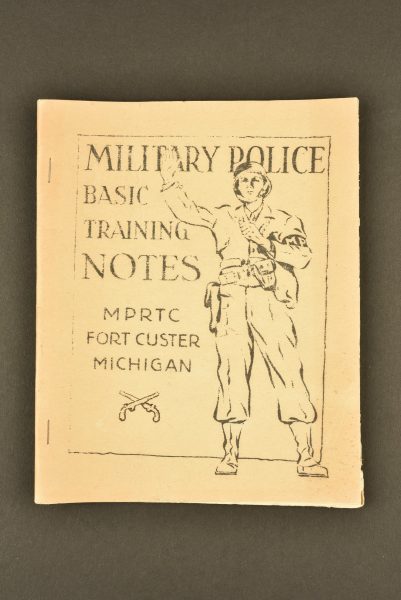 MILITARY POLICE
BASIC
TRAINING
NOTES
MPRTC
FORT CUSTER
MICHIGAN